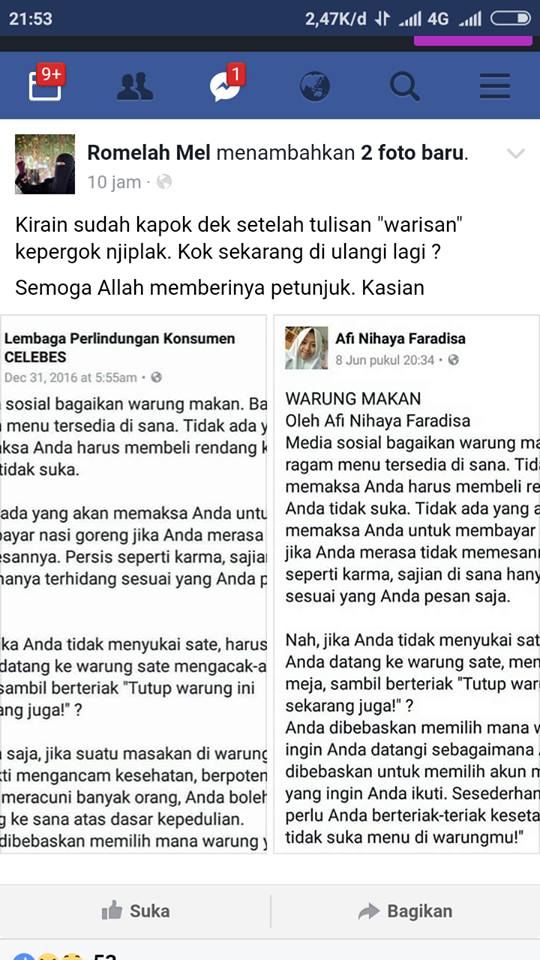 21:53
2,47K/d
4G
9+
1
Romelah Mel menambahkan 2 foto baru.
10 jam
Kirain sudah kapok dek setelah tulisan "warisan"
kepergok njiplak. Kok sekarang di ulangi lagi ?
Semoga Allah memberinya petunjuk. Kasian
Lembaga Perlindungan Konsumen
CELEBES
Dec 31, 2016 at 5:55am
sosial bagaikan warung makan. Ba
menu tersedia di sana. Tidak ada y
ksa Anda harus membeli rendang k
tidak suka.
ada yang akan memaksa Anda untu
ayar nasi goreng jika Anda merasa
esannya. Persis seperti karma, sajian
hanya terhidang sesuai yang Anda p
ka Anda tidak menyukai sate, harus
datang ke warung sate mengacak-a
sambil berteriak "Tutup warung ini
ang juga!" ?
saja, jika suatu masakan di warung
ti mengancam kesehatan, berpoten
meracuni banyak orang, Anda boleh
g ke sana atas dasar kepedulian.
dibebaskan memilih mana warung y
Afi Nihaya Faradisa
8 Jun pukul 20:34
WARUNG MAKAN
Oleh Afi Nihaya Faradisa
Media sosial bagaikan warung ma
ragam menu tersedia di sana. Tid
memaksa Anda harus membeli re
Anda tidak suka. Tidak ada yang a
memaksa Anda untuk membayar
jika Anda merasa tidak memesann
seperti karma, sajian di sana hany
sesuai yang Anda pesan saja.
Nah, jika Anda tidak menyukai sat
Anda datang ke warung sate, men
meja, sambil berteriak "Tutup war
sekarang juga!" ?
Anda dibebaskan memilih mana w
ingin Anda datangi sebagaimana
dibebaskan untuk memilih akun m
yang ingin Anda ikuti. Sesederhan
perlu Anda berteriak-teriak keseta
tidak suka menu di warungmu!"
Suka
Bagikan